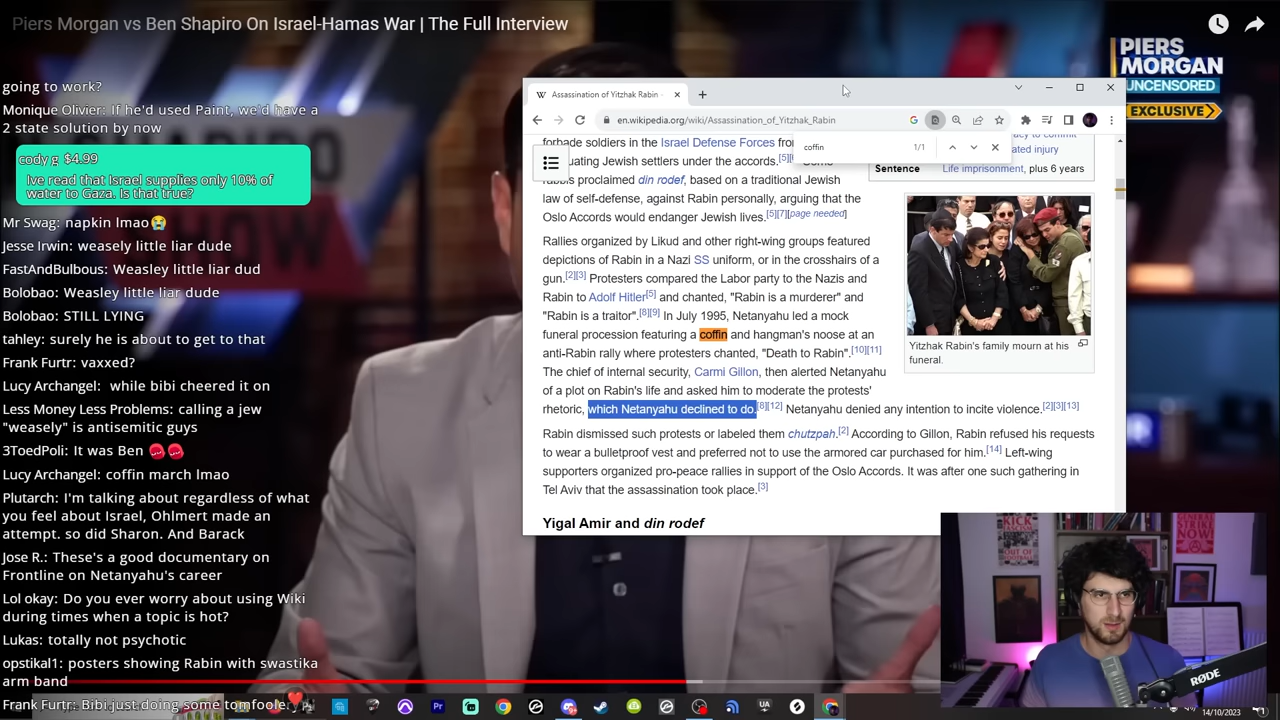 Piers Morgan vs Ben Shapiro On Israel-Hamas War | The Full Interview
PIERS
MORGAN
UNCENSORED
EXCLUSIVE
going to work?
Monique Olivier: If he'd used Paint, we'd have a
2 state solution by now
cody g $4.99
Ive read that Israel supplies only 10% of
water to Gaza. Is that true?
Mr Swag: napkin lmao😭
Jesse Irwin: weasely little liar dude
FastAndBulbous: Weasley little liar dud
Bolobao: Weasley little liar dude
Bolobao: STILL LYING
tahley: surely he is about to get to that
Frank Furtr: vaxxed?
Lucy Archangel: while bibi cheered it on
Less Money Less Problems: calling a jew
"weasely" is antisemitic guys
3ToedPoli: It was Ben 🥊🥊
Lucy Archangel: coffin march lmao
Plutarch: I'm talking about regardless of what
you feel about Israel, Ohlmert made an
attempt. so did Sharon. And Barack
Jose R.: These's a good documentary on
Frontline on Netanyahu's career
Lol okay: Do you ever worry about using Wiki
during times when a topic is hot?
Lukas: totally not psychotic
opstikal1: posters showing Rabin with swastika
arm band
Frank Furtr: Bibi just doing some tomfoole
Assassination of Yitzhak Rabin
en.wikipedia.org/wiki/Assassination_of_Yitzhak_Rabin
coffin 1/1
forbade soldiers in the Israel Defense Forces from
uating Jewish settlers under the accords.[5]
rabbis proclaimed din rodef, based on a traditional Jewish
law of self-defense, against Rabin personally, arguing that the
Oslo Accords would endanger Jewish lives.[5][7][page needed]
Rallies organized by Likud and other right-wing groups featured
depictions of Rabin in a Nazi SS uniform, or in the crosshairs of a
gun.[2][3] Protesters compared the Labor party to the Nazis and
Rabin to Adolf Hitler[5] and chanted, "Rabin is a murderer" and
"Rabin is a traitor".[8][9] In July 1995, Netanyahu led a mock
funeral procession featuring a coffin and hangman's noose at an
anti-Rabin rally where protesters chanted, "Death to Rabin".[10][11]
The chief of internal security, Carmi Gillon, then alerted Netanyahu
of a plot on Rabin's life and asked him to moderate the protests'
rhetoric, which Netanyahu declined to do.[8][12] Netanyahu denied any intention to incite violence.[2][3][13]
Rabin dismissed such protests or labeled them chutzpah.[2] According to Gillon, Rabin refused his requests
to wear a bulletproof vest and preferred not to use the armored car purchased for him.[14] Left-wing
supporters organized pro-peace rallies in support of the Oslo Accords. It was after one such gathering in
Tel Aviv that the assassination took place.[3]
Yigal Amir and din rodef
to commit
ated injury
Sentence Life imprisonment, plus 6 years
Yitzhak Rabin's family mourn at his
funeral.
KICK
FASCISM
OUT OF
FOOTBALL
GENERAL
STRIKE
NOW!
RØDE
Pr
UA
14/10/2023